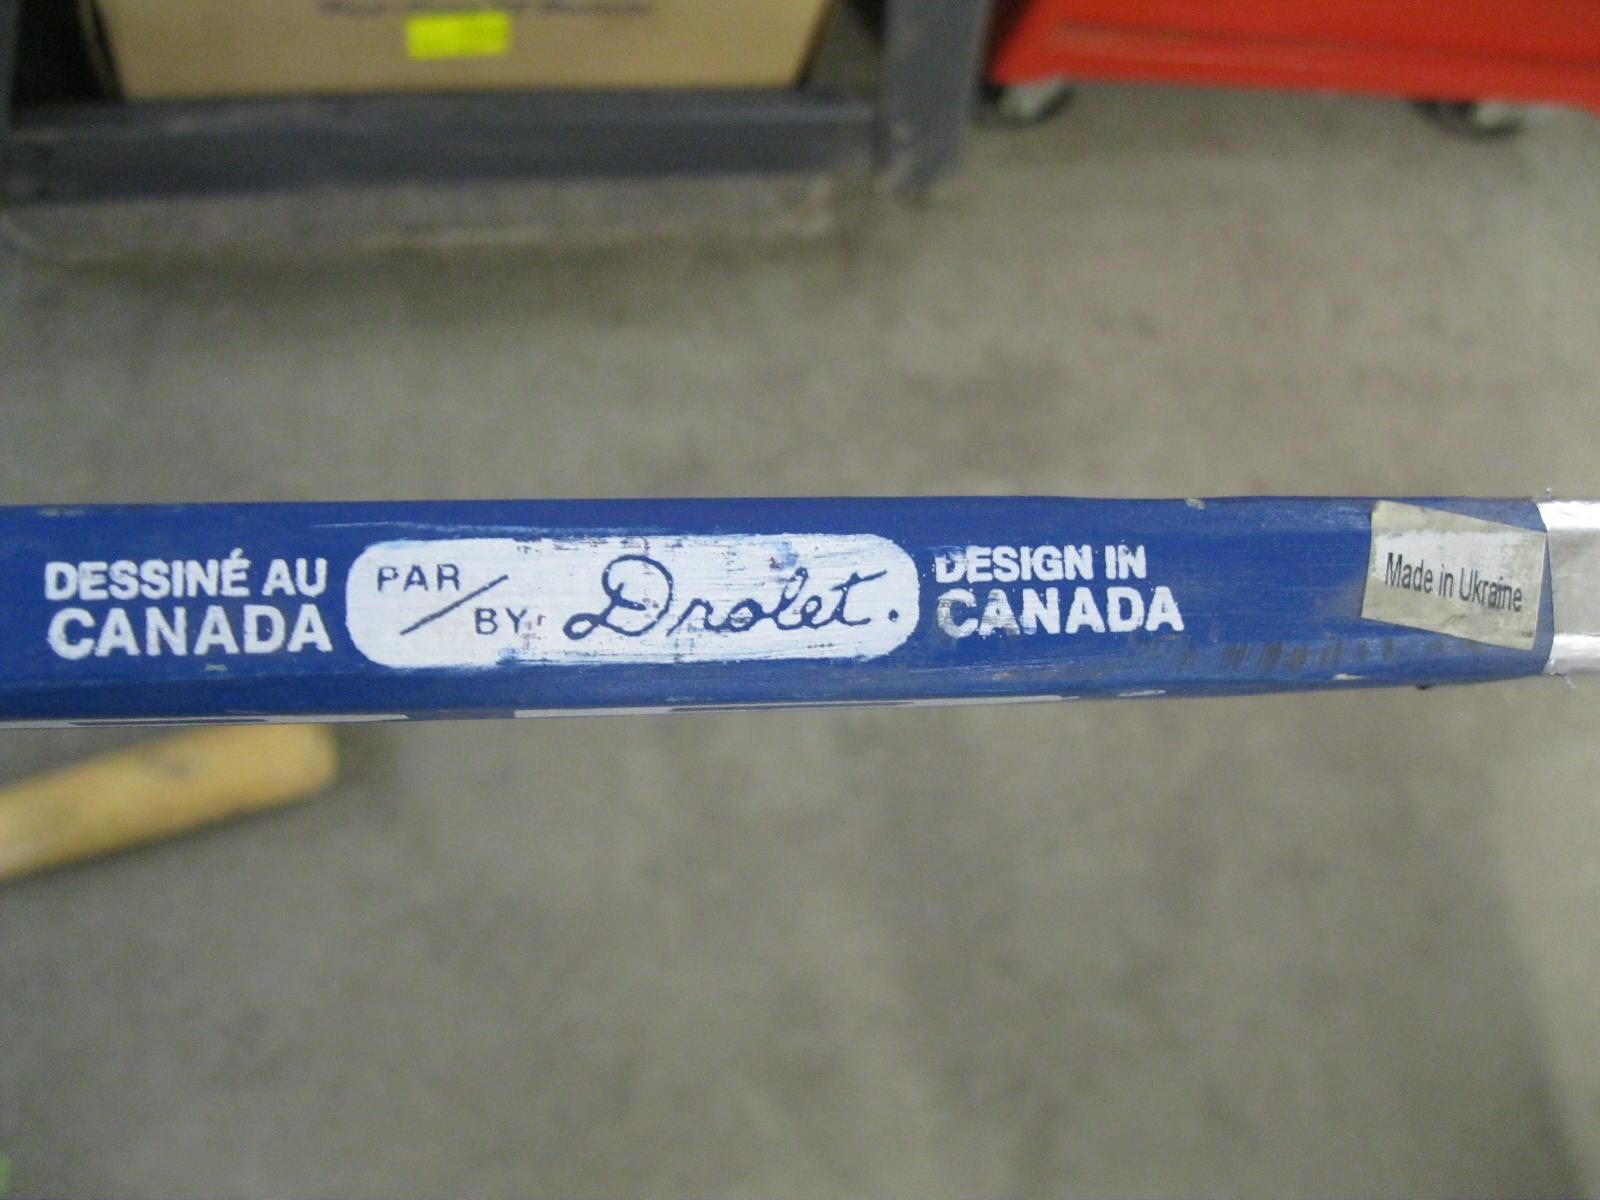 DESSINÉ AU
CANADA
PAR / BY Drolet.
DESIGN IN
CANADA
Made in Ukraine